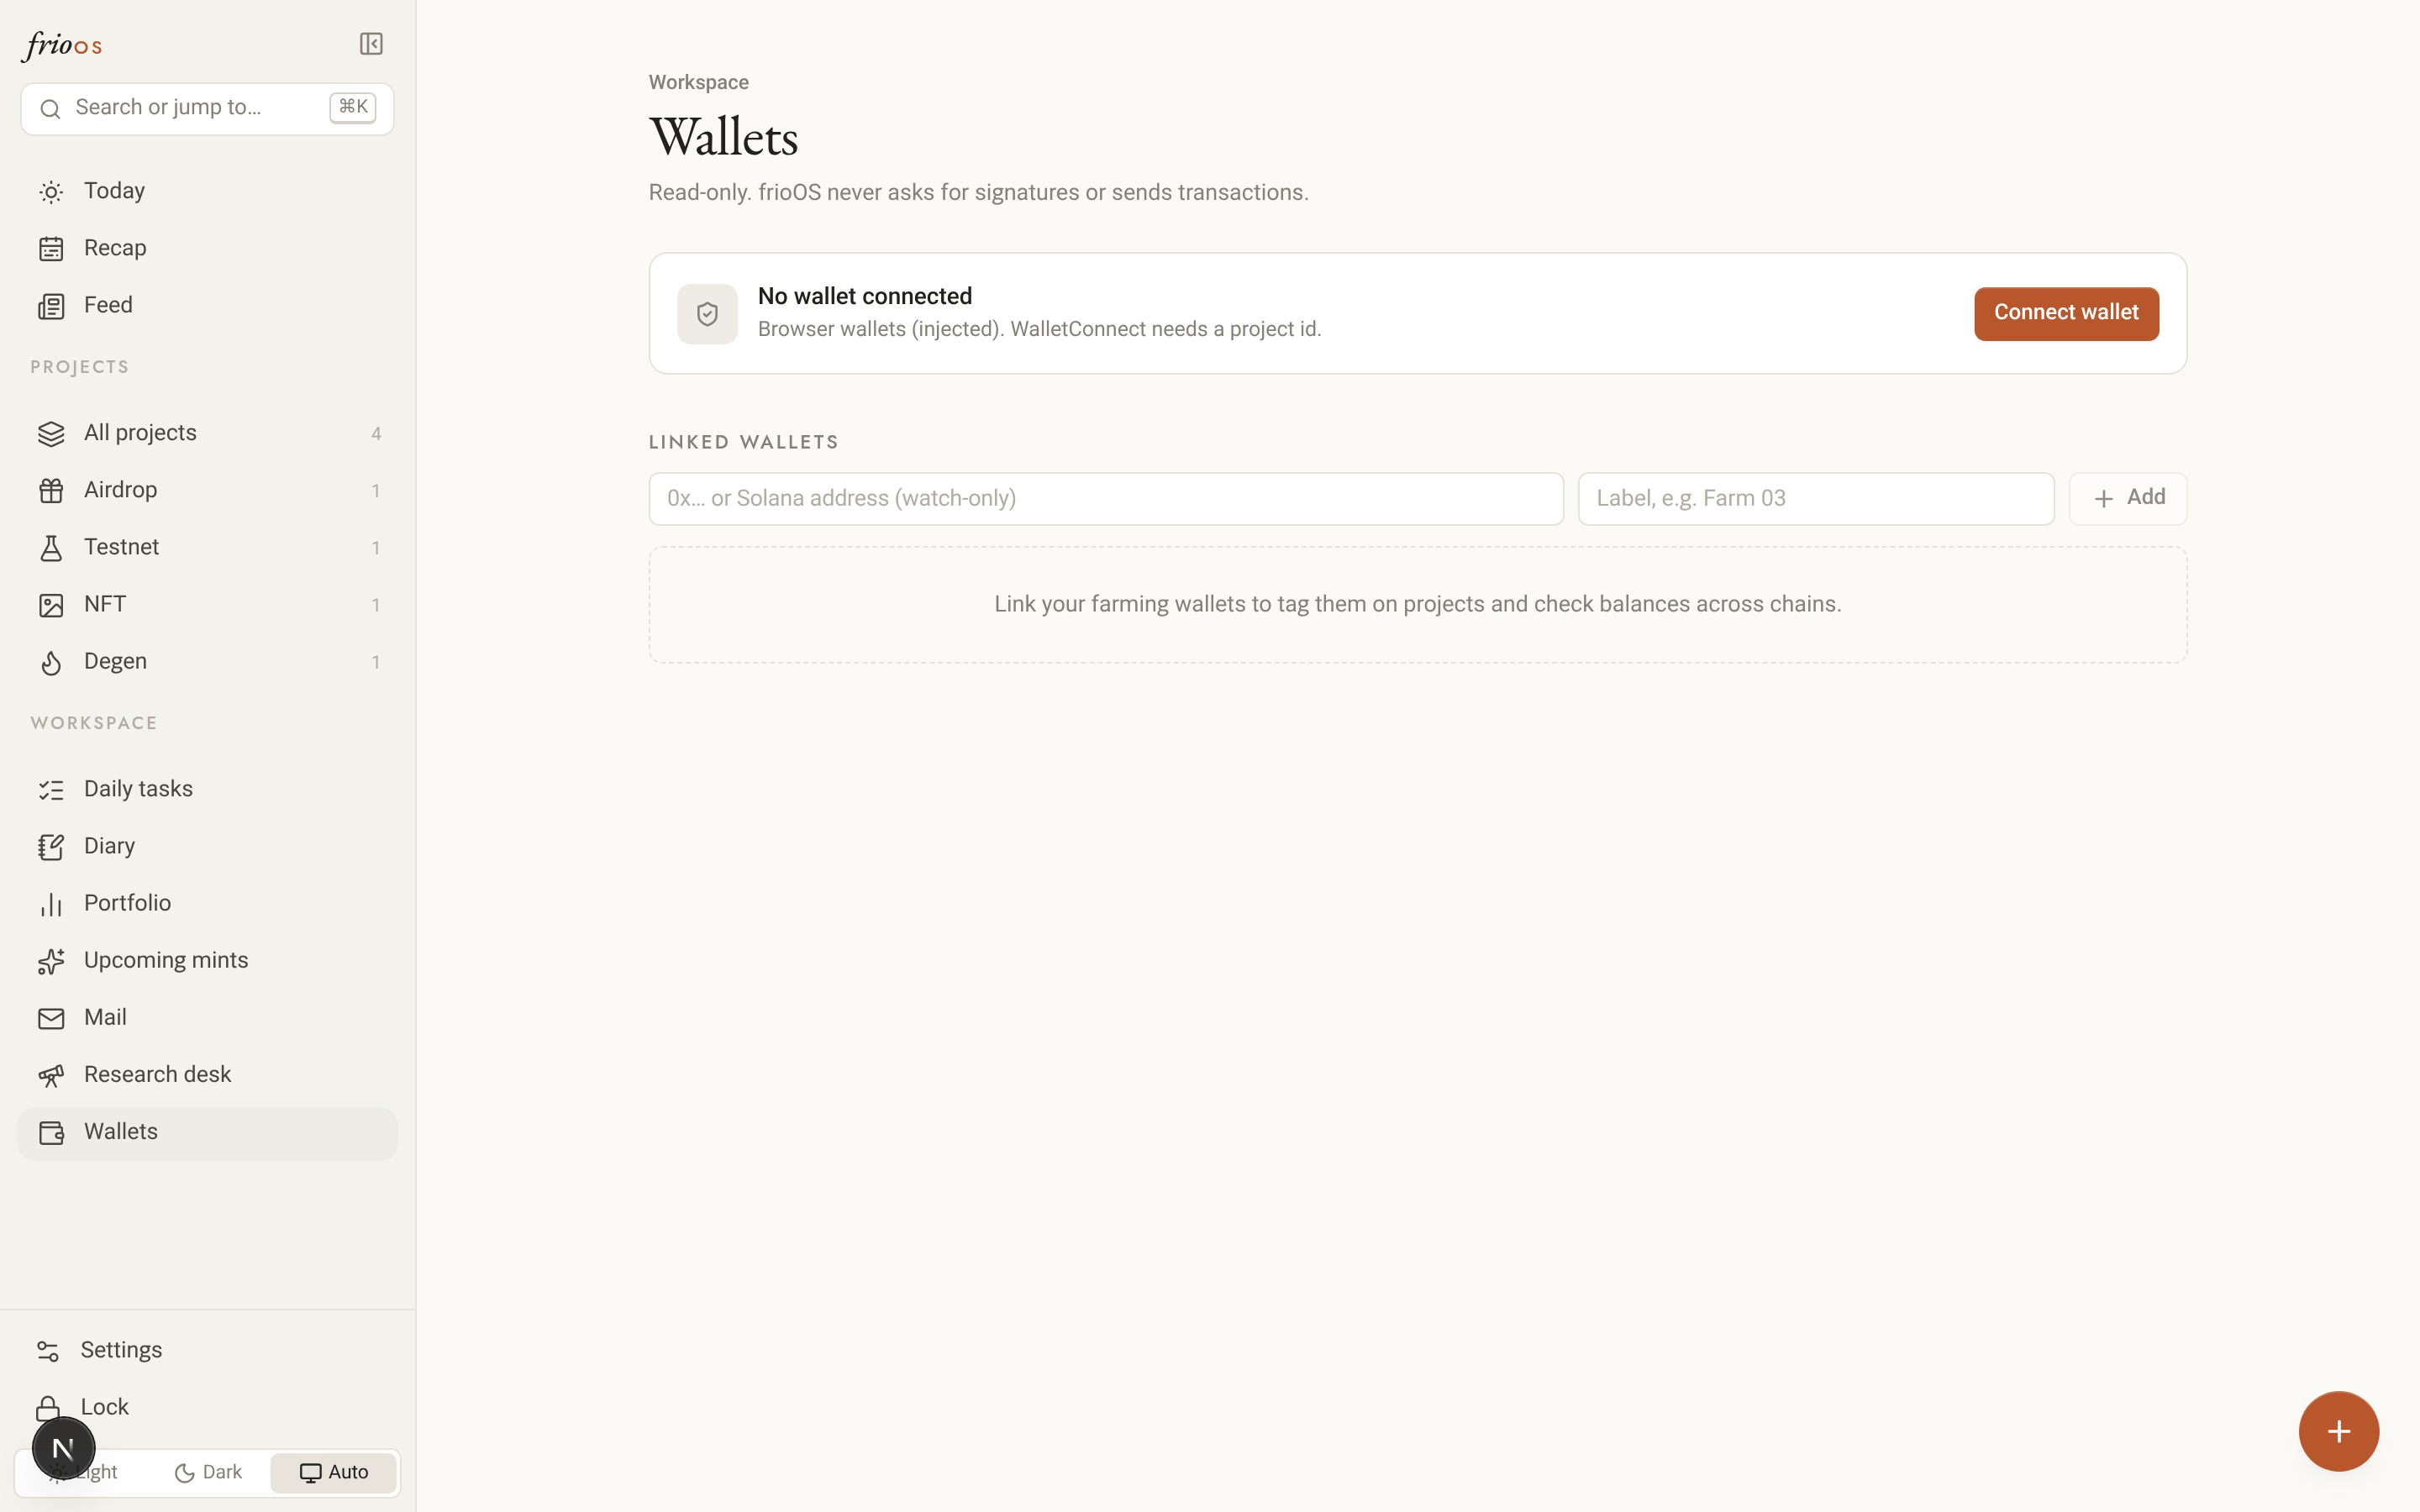 frioOS
Search or jump to... ⌘K
Today
Recap
Feed
PROJECTS
All projects 4
Airdrop 1
Testnet 1
NFT 1
Degen 1
WORKSPACE
Daily tasks
Diary
Portfolio
Upcoming mints
Mail
Research desk
Wallets
Settings
Lock
N
Light Dark Auto
Workspace
Wallets
Read-only. frioOS never asks for signatures or sends transactions.
No wallet connected
Browser wallets (injected). WalletConnect needs a project id.
Connect wallet
LINKED WALLETS
0x... or Solana address (watch-only) Label, e.g. Farm 03 + Add
Link your farming wallets to tag them on projects and check balances across chains.
+